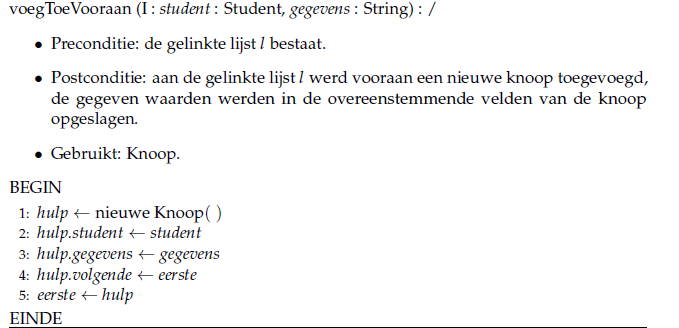 voegToeVooraan (I : student : Student, gegevens : String) : /
• Preconditie: de gelinkte lijst l bestaat.
• Postconditie: aan de gelinkte lijst l werd vooraan een nieuwe knoop toegevoegd,
de gegeven waarden werden in de overeenstemmende velden van de knoop
opgeslagen.
• Gebruikt: Knoop.
BEGIN
1: hulp ← nieuwe Knoop( )
2: hulp.student ← student
3: hulp.gegevens ← gegevens
4: hulp.volgende ← eerste
5: eerste ← hulp
EINDE